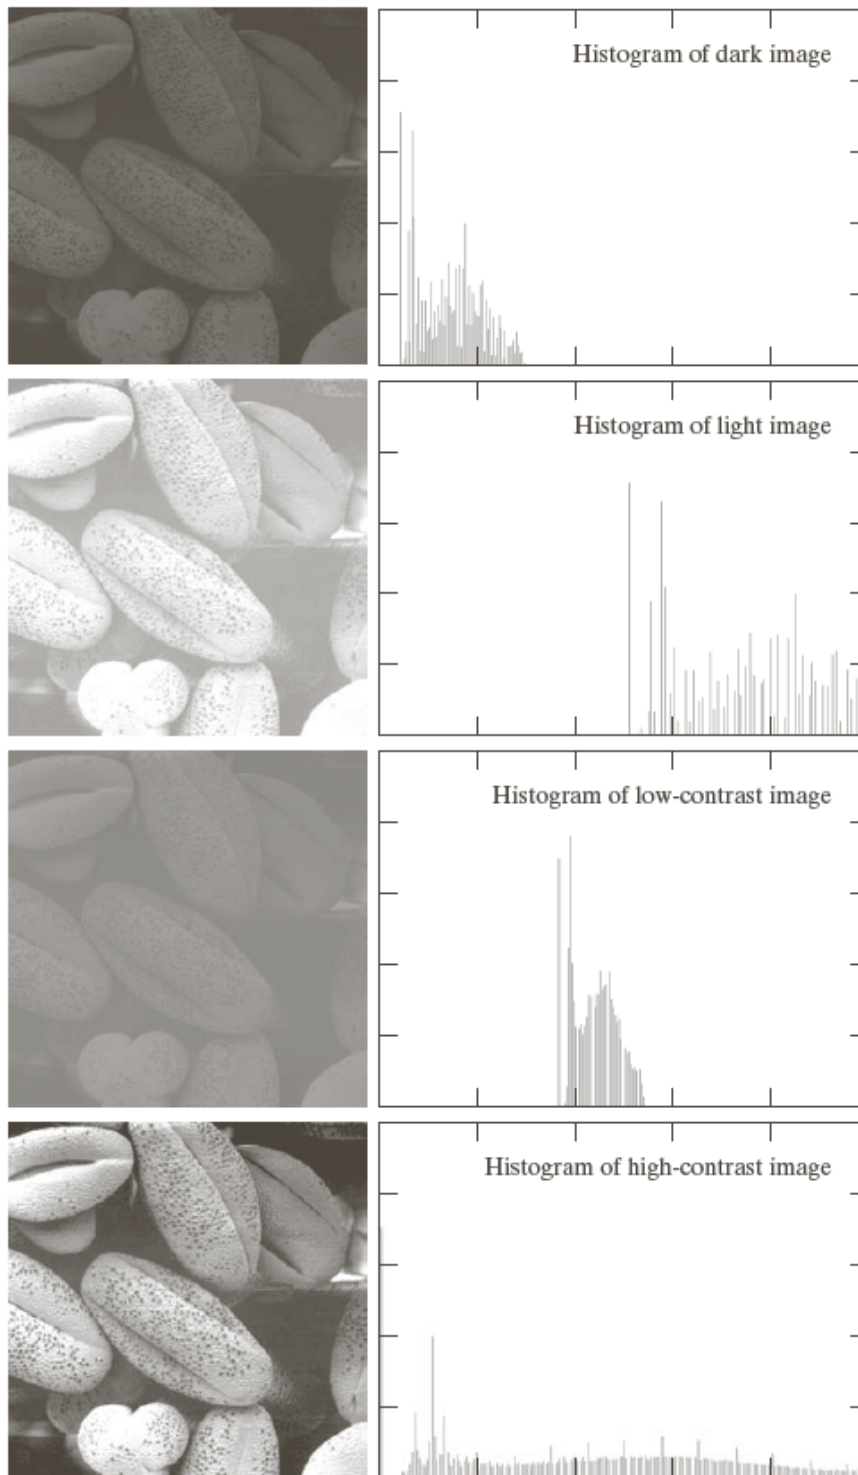 Histogram of dark image
Histogram of light image
Histogram of low-contrast image
Histogram of high-contrast image